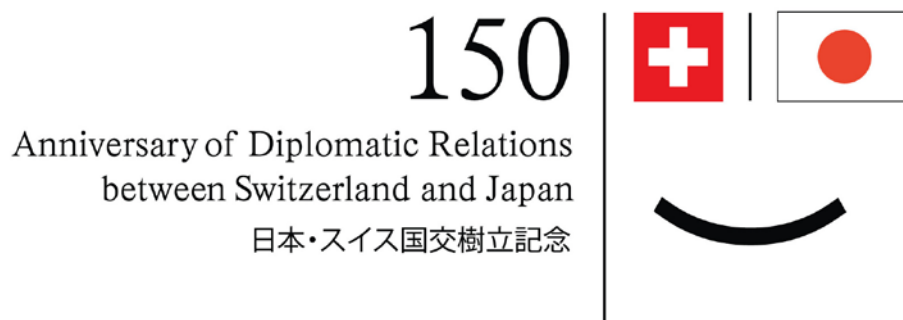 150
Anniversary of Diplomatic Relations
between Switzerland and Japan
日本・スイス国交樹立記念